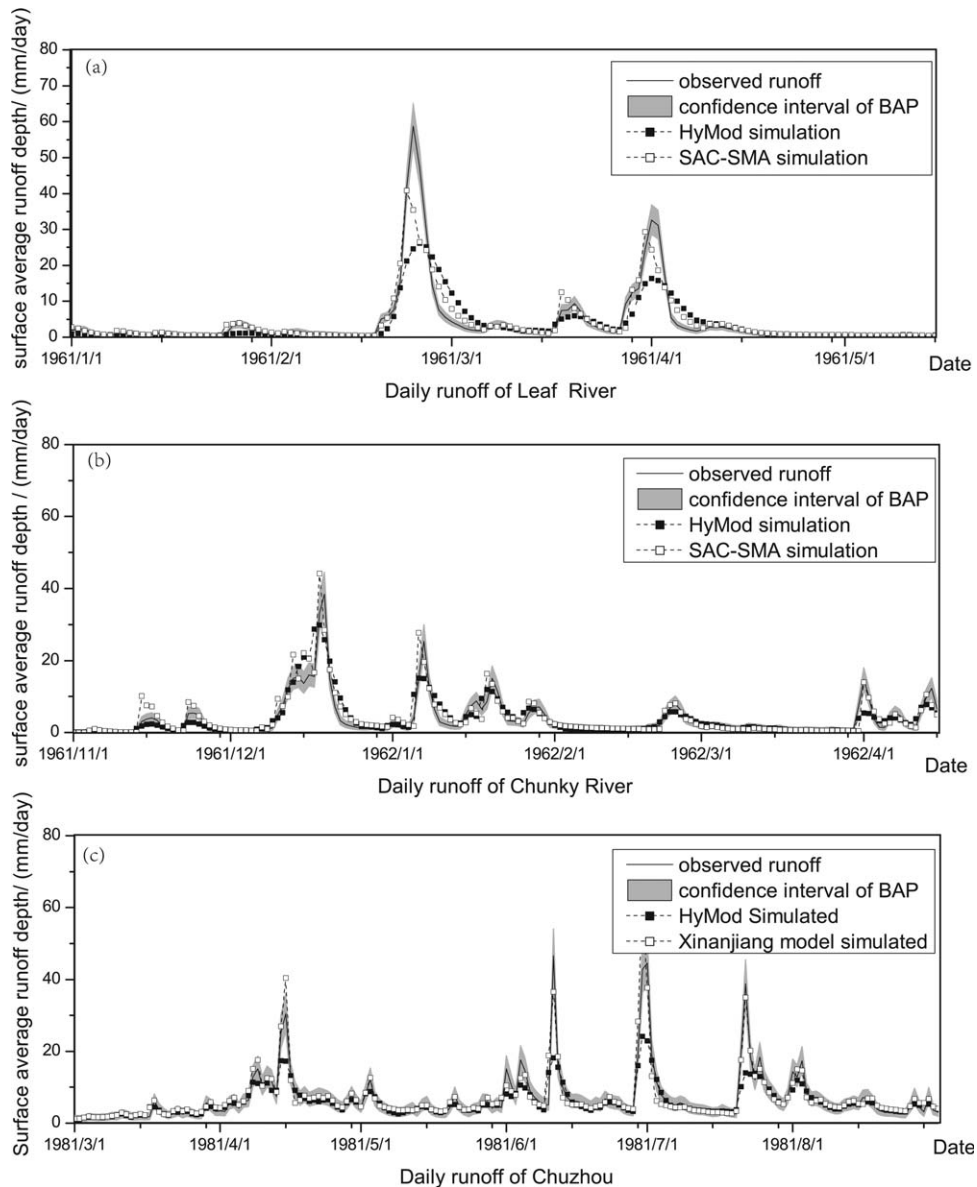 surface average runoff depth/ (mm/day)
80
70
60
50
40
30
20
10
0
(a)
observed runoff
confidence interval of BAP
HyMod simulation
SAC-SMA simulation
1961/1/1 1961/2/1 1961/3/1 1961/4/1 1961/5/1 Date
Daily runoff of Leaf River
surface average runoff depth / (mm/day)
80
60
40
20
0
(b)
observed runoff
confidence interval of BAP
HyMod simulation
SAC-SMA simulation
1961/11/1 1961/12/1 1962/1/1 1962/2/1 1962/3/1 1962/4/1 Date
Daily runoff of Chunky River
Surface average runoff depth/ (mm/day)
80
60
40
20
0
(c)
observed runoff
confidence interval of BAP
HyMod Simulated
Xinanjiang model simulated
1981/3/1 1981/4/1 1981/5/1 1981/6/1 1981/7/1 1981/8/1 Date
Daily runoff of Chuzhou